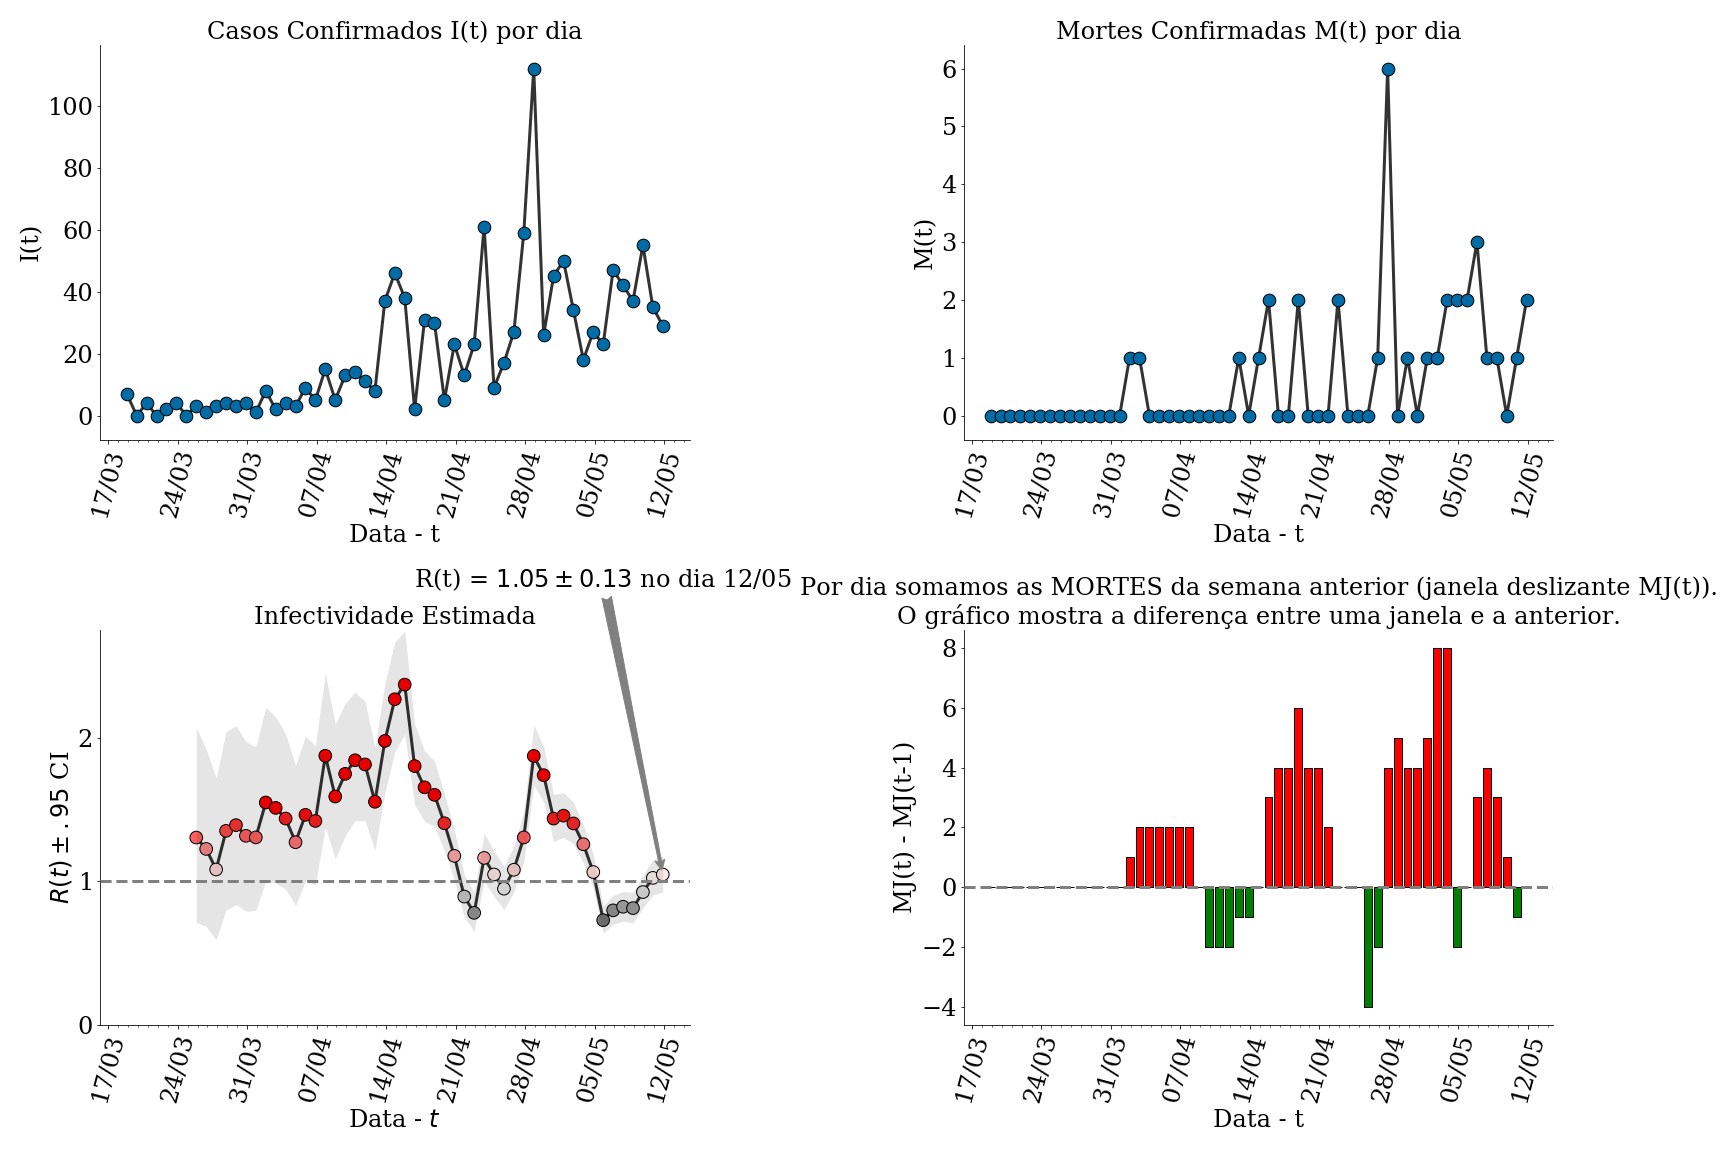 Casos Confirmados I(t) por dia
I(t)
100
80
60
40
20
0
17/03 24/03 31/03 07/04 14/04 21/04 28/04 05/05 12/05
Data - t
Mortes Confirmadas M(t) por dia
M(t)
6
5
4
3
2
1
0
17/03 24/03 31/03 07/04 14/04 21/04 28/04 05/05 12/05
Data - t
R(t) = 1.05 ± 0.13 no dia 12/05
Infectividade Estimada
R(t) ± .95 CI
2
1
0
17/03 24/03 31/03 07/04 14/04 21/04 28/04 05/05 12/05
Data - t
Por dia somamos as MORTES da semana anterior (janela deslizante MJ(t)).
O gráfico mostra a diferença entre uma janela e a anterior.
MJ(t) - MJ(t-1)
8
6
4
2
0
−2
−4
17/03 24/03 31/03 07/04 14/04 21/04 28/04 05/05 12/05
Data - t